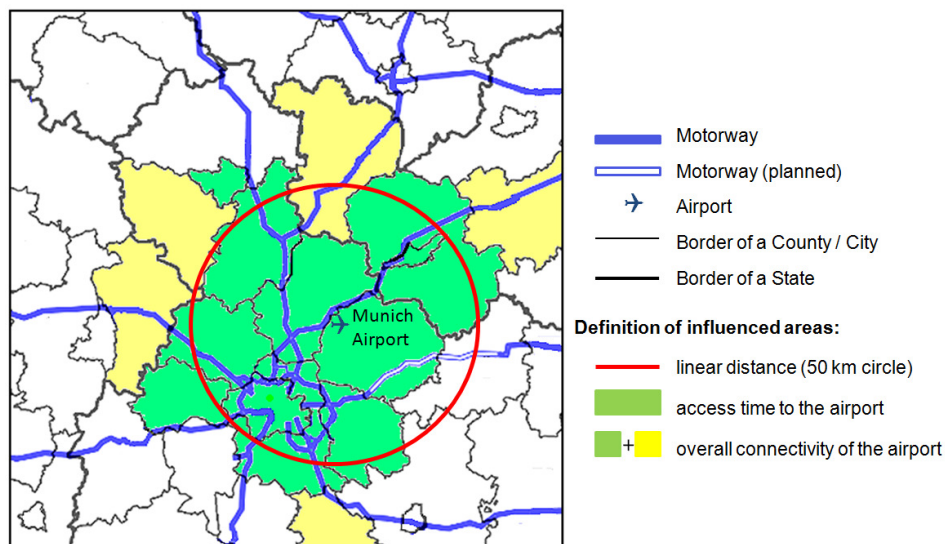 Munich
Airport
Motorway
Motorway (planned)
Airport
Border of a County / City
Border of a State
Definition of influenced areas:
linear distance (50 km circle)
access time to the airport
+ overall connectivity of the airport